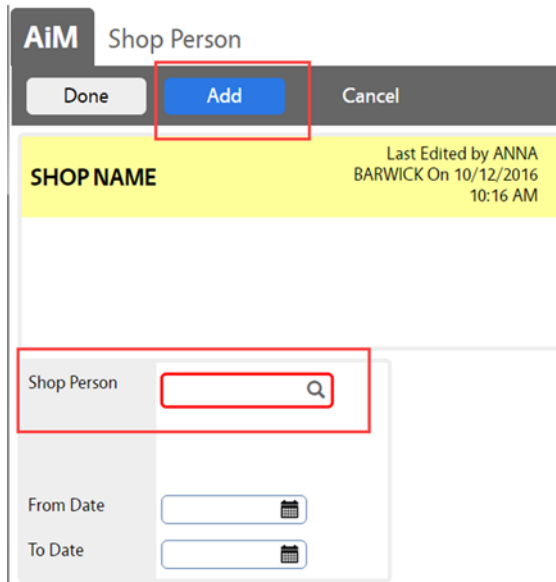 AiM Shop Person
Done Add Cancel
SHOP NAME
Last Edited by ANNA
BARWICK On 10/12/2016
10:16 AM
Shop Person
From Date
To Date